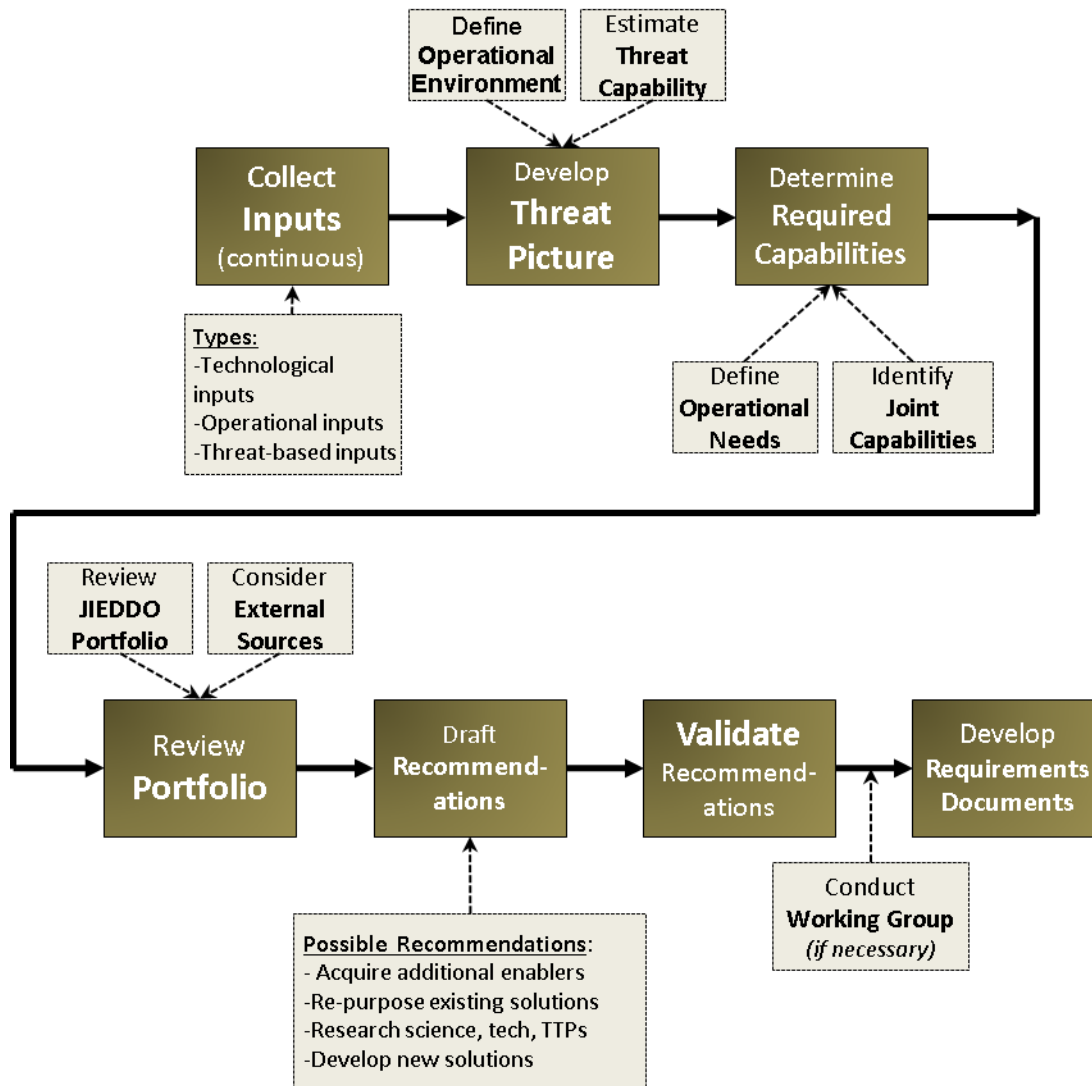 Define
Operational
Environment
Estimate
Threat
Capability
Collect
Inputs
(continuous)
Develop
Threat
Picture
Determine
Required
Capabilities
Types:
-Technological
inputs
-Operational inputs
-Threat-based inputs
Define
Operational
Needs
Identify
Joint
Capabilities
Review
JIEDDO
Portfolio
Consider
External
Sources
Review
Portfolio
Draft
Recommend-
ations
Validate
Recommend-
ations
Develop
Requirements
Documents
Possible Recommendations:
- Acquire additional enablers
-Re-purpose existing solutions
-Research science, tech, TTPs
-Develop new solutions
Conduct
Working Group
(if necessary)